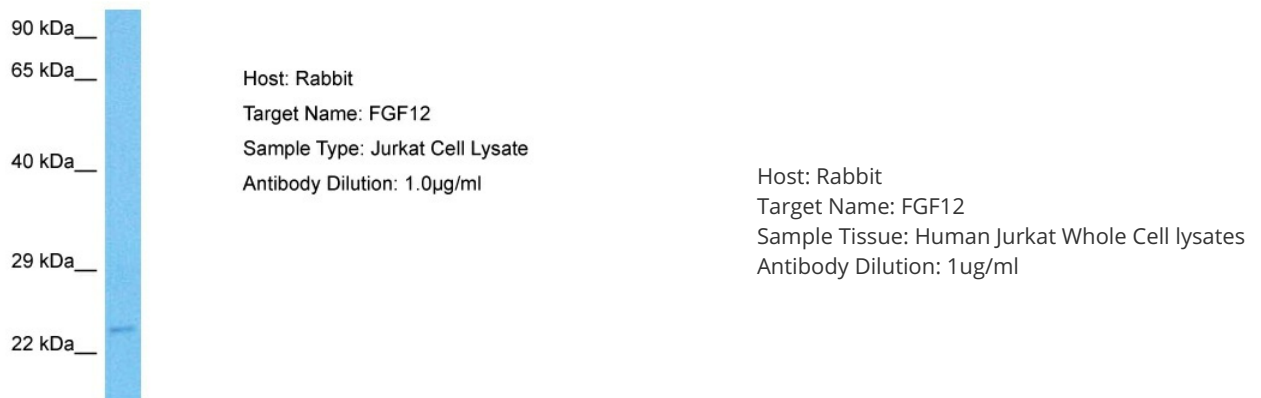 90 kDa__
65 kDa__
40 kDa__
29 kDa__
22 kDa__
Host: Rabbit
Target Name: FGF12
Sample Type: Jurkat Cell Lysate
Antibody Dilution: 1.0µg/ml
Host: Rabbit
Target Name: FGF12
Sample Tissue: Human Jurkat Whole Cell lysates
Antibody Dilution: 1ug/ml